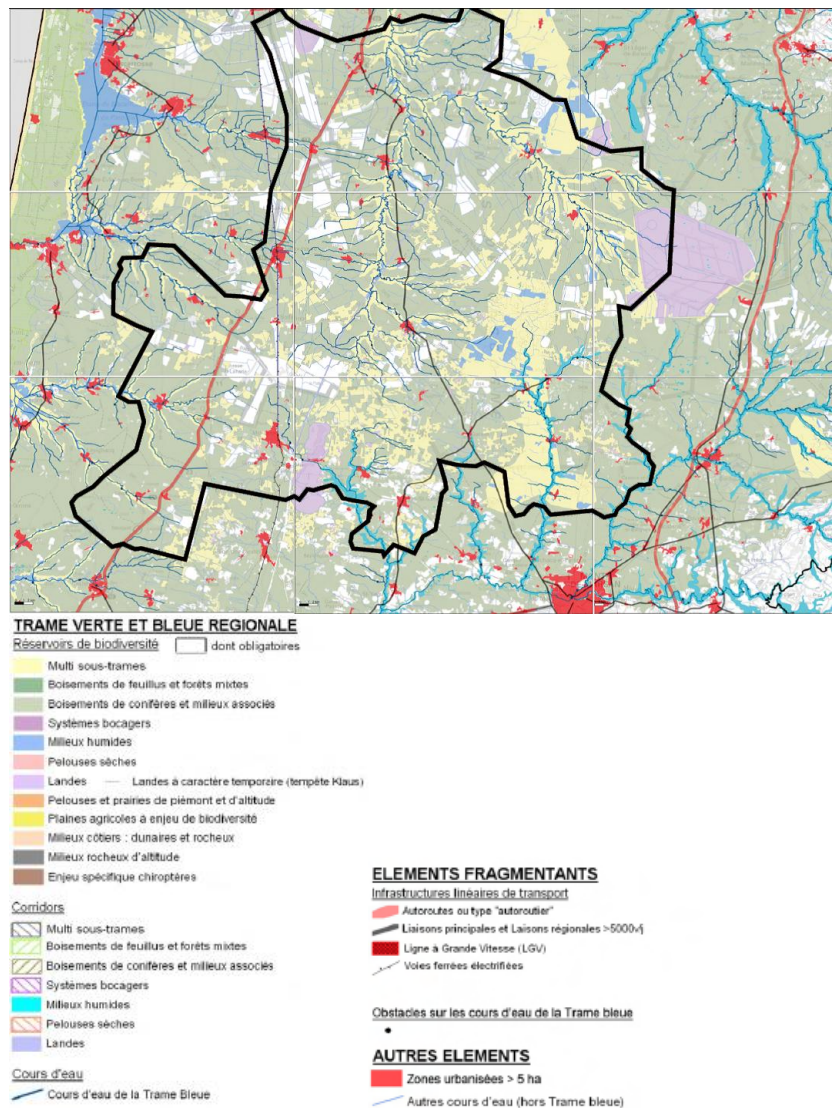 TRAME VERTE ET BLEUE REGIONALE
Réservoirs de biodiversité
dont obligatoires
Multi sous-trames
Boisements de feuillus et forêts mixtes
Boisements de conifères et milieux associés
Systèmes bocagers
Milieux humides
Pelouses sèches
Landes
Landes à caractère temporaire (tempête Klaus)
Pelouses et prairies de piémont et d'altitude
Plaines agricoles à enjeu de biodiversité
Milieux côtiers : dunaires et rocheux
Milieux rocheux d'altitude
Enjeu spécifique chiroptères
Corridors
Multi sous-trames
Boisements de feuillus et forêts mixtes
Boisements de conifères et milieux associés
Systèmes bocagers
Milieux humides
Pelouses sèches
Landes
Cours d'eau
Cours d'eau de la Trame Bleue
ELEMENTS FRAGMENTANTS
Infrastructures linéaires de transport
Autoroutes ou type "autoroutier"
Liaisons principales et Laisons régionales >5000v/j
Ligne à Grande Vitesse (LGV)
Voies ferrées électrifiées
Obstacles sur les cours d'eau de la Trame bleue
AUTRES ELEMENTS
Zones urbanisées > 5 ha
Autres cours d'eau (hors Trame bleue)